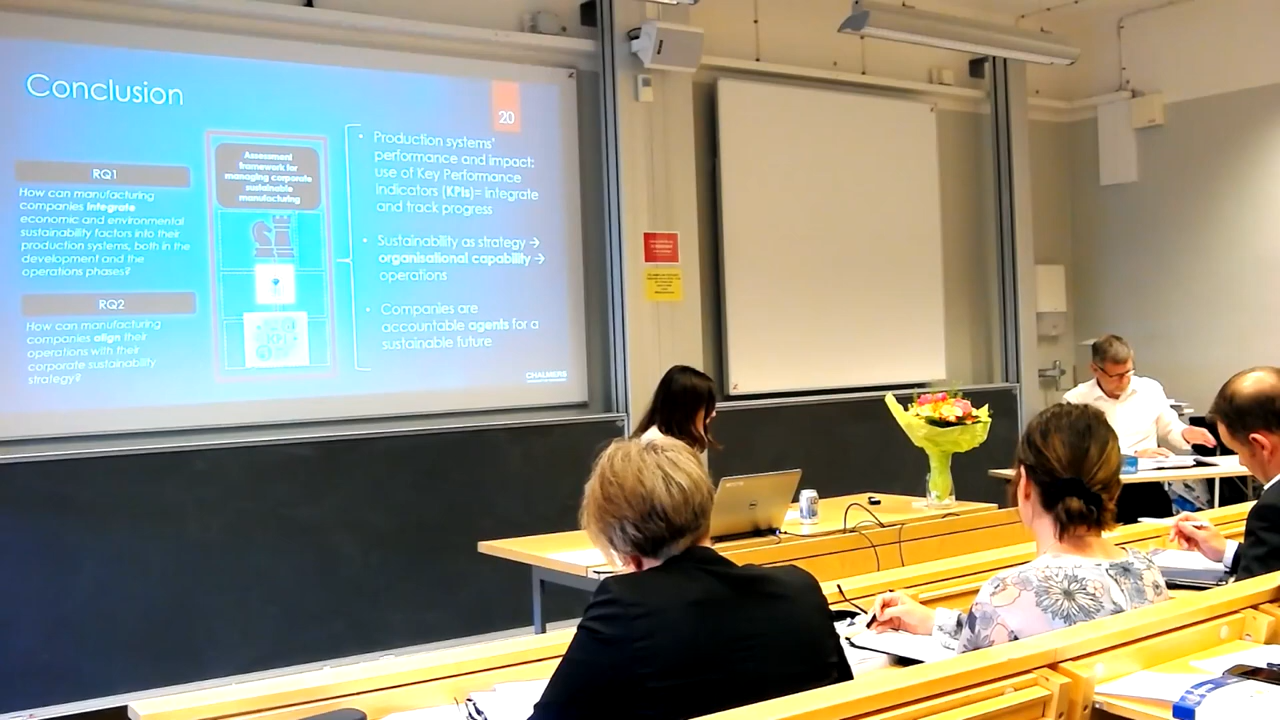 Conclusion
20
RQ1
How can manufacturing
companies integrate
economic and environmental
sustainability factors into their
production systems, both in the
development and the
operations phases?
RQ2
How can manufacturing
companies align their
operations with their
corporate sustainability
strategy?
Assessment
framework for
managing corporate
sustainable
manufacturing
• Production systems'
performance and impact:
use of Key Performance
Indicators (KPIs)= integrate
and track progress
• Sustainability as strategy →
organisational capability →
operations
• Companies are
accountable agents for a
sustainable future
CHALMERS